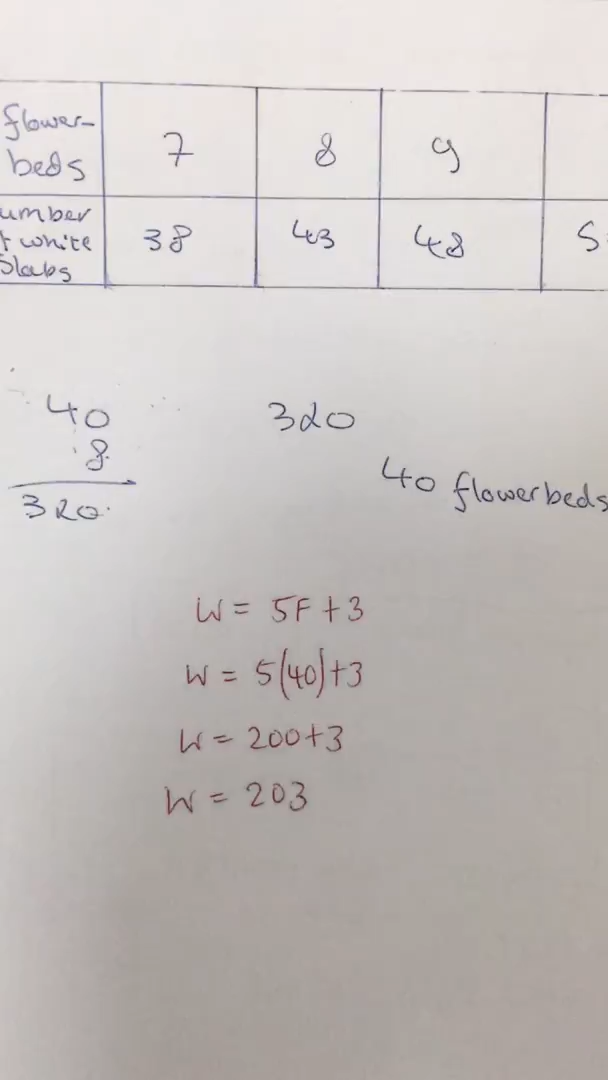 flower-
beds
7
8
9
umber
white
Slabs
38
43
48
40
8
320
320
40 flowerbeds
W = 5F + 3
W = 5(40)+3
W = 200+3
W = 203